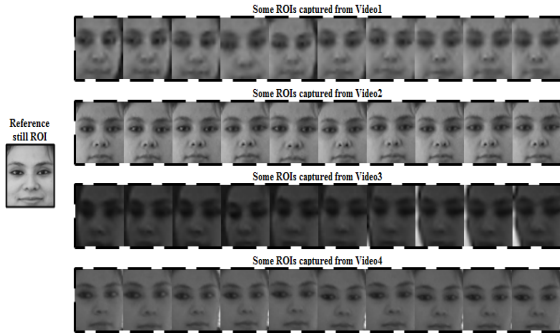 Some ROIs captured from Video1
Some ROIs captured from Video2
Reference
still ROI
Some ROIs captured from Video3
Some ROIs captured from Video4